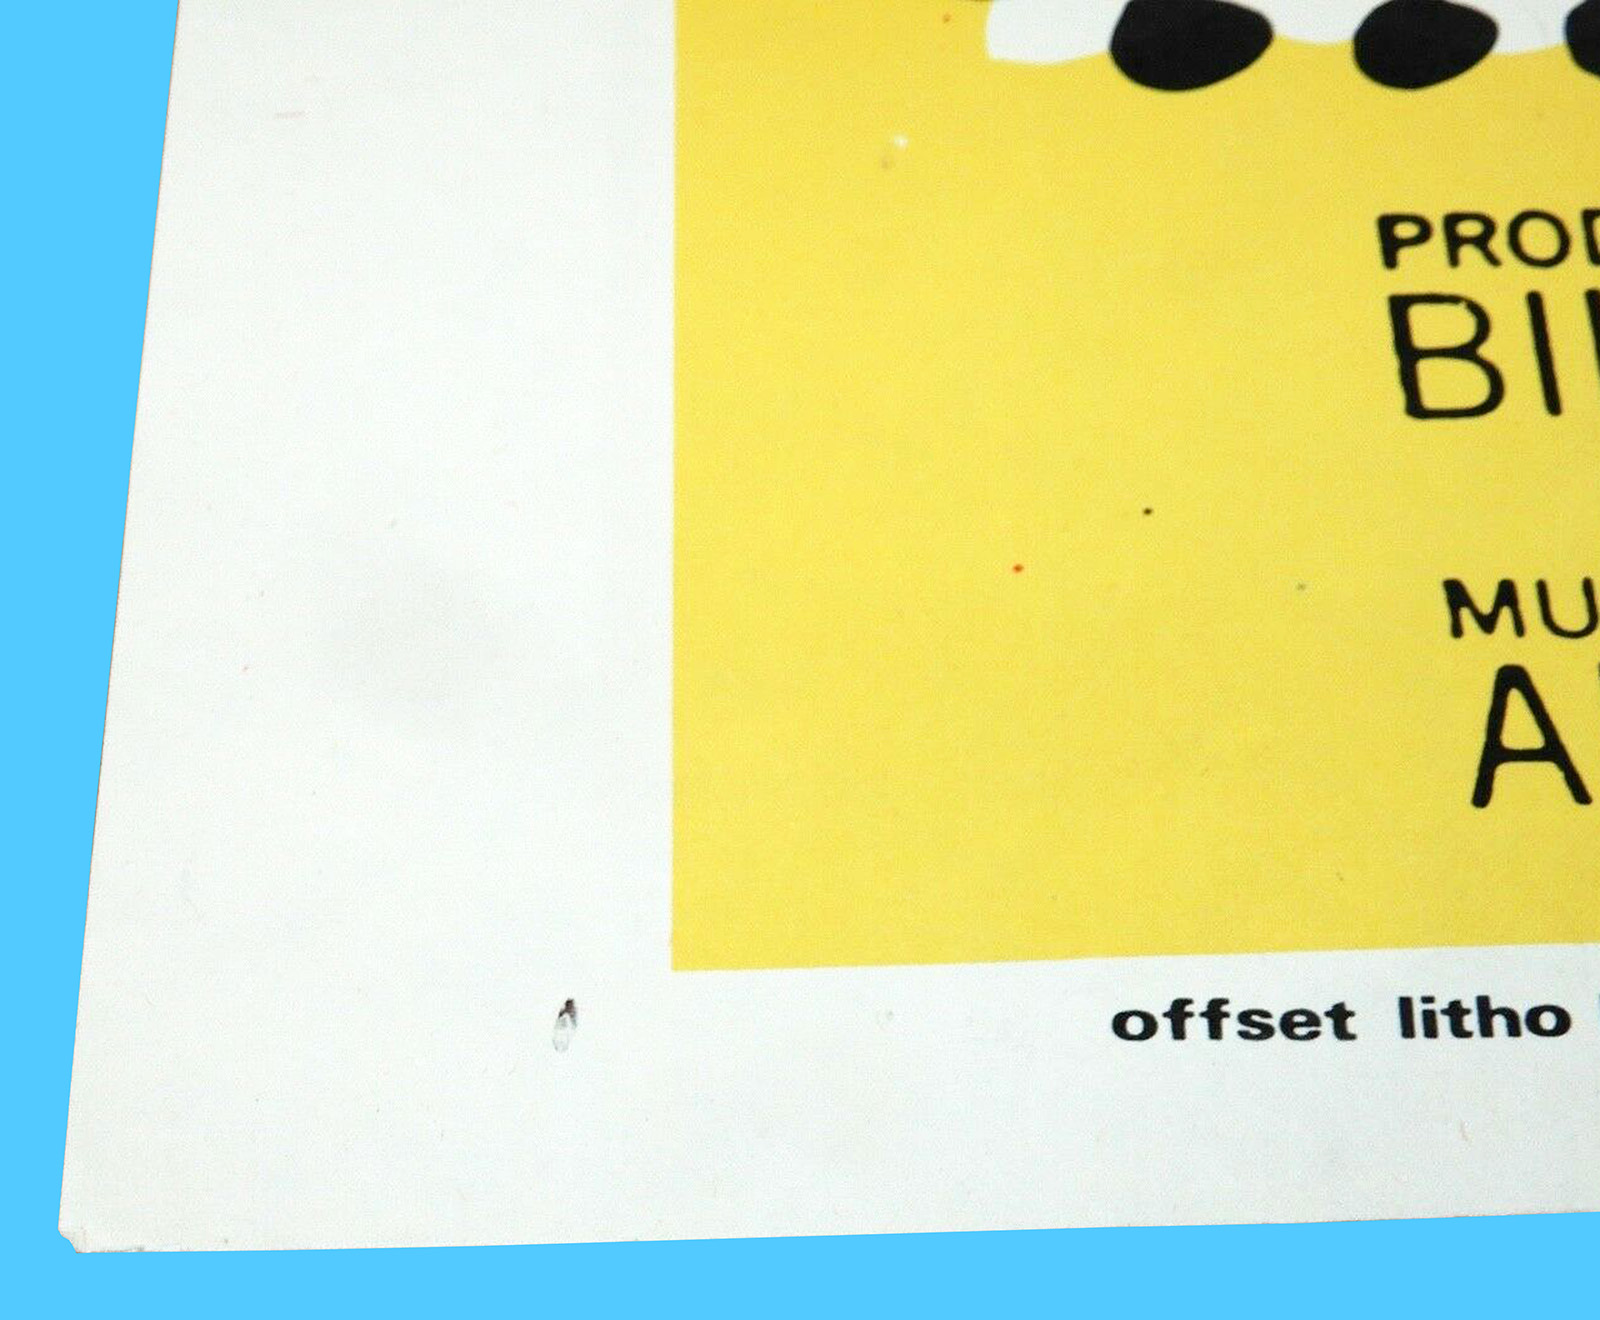 PROD
BI
MU
A
offset litho